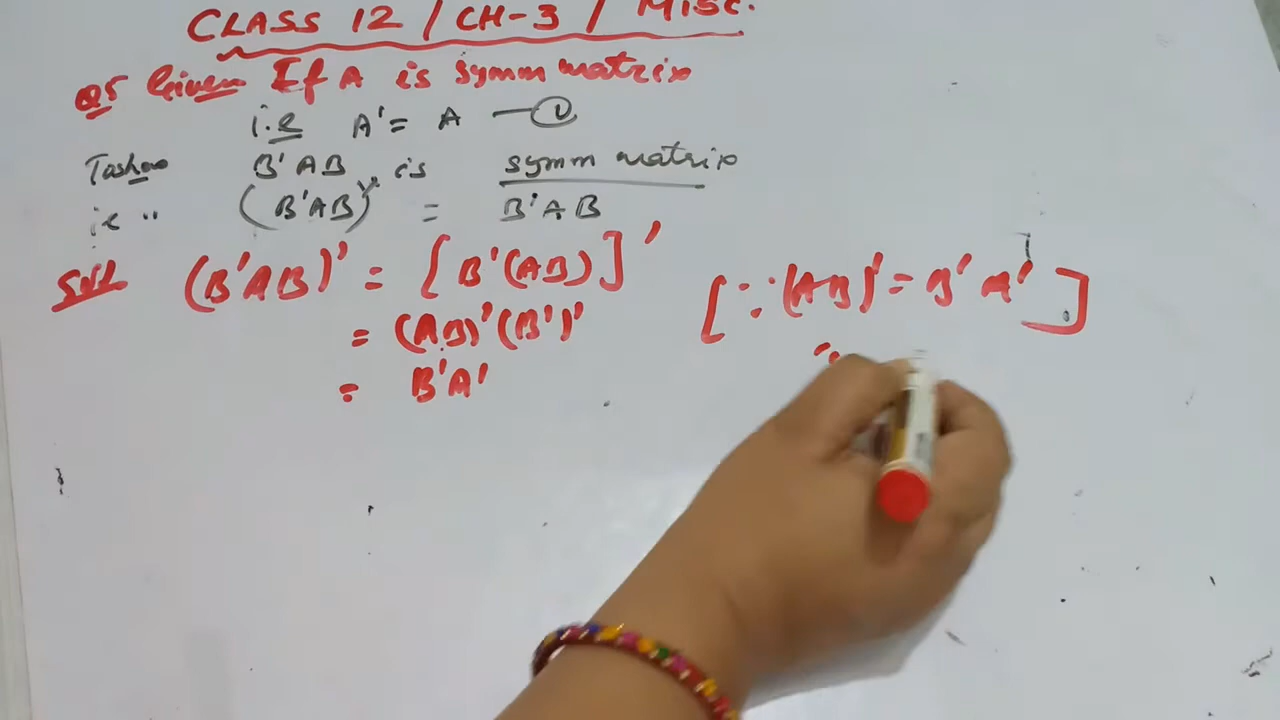 CLASS 12 / CH-3 / MISC.
Q5 Given If A is symm matrix
i.e A' = A — ①
B'AB is symm matrix
ie " (B'AB)' = B'AB
Sol (B'AB)' = [B'(AB)]' [∵(AB)' = B'A']
= (AB)'(B')'
= B'A'